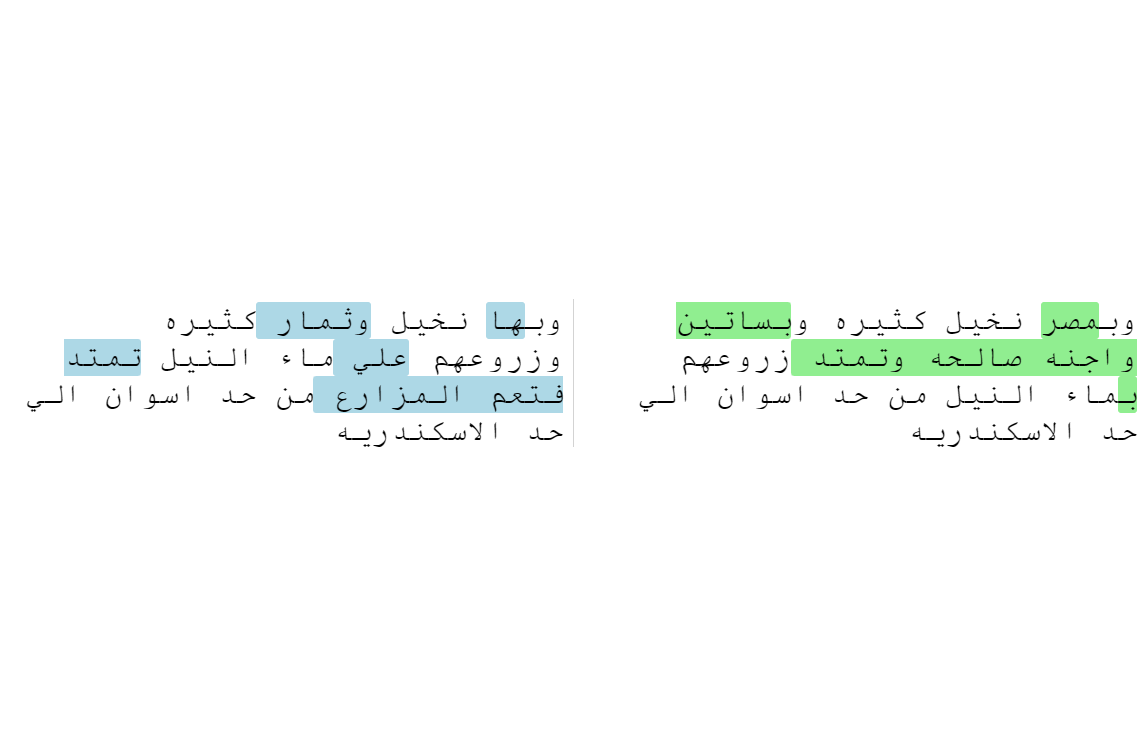 وبمصر نخيل كثيره وبساتين
واجنه صالحه وتمتد زروعهم
بماء النيل من حد اسوان الي
حد الاسكندريه
وبها نخيل وثمار كثيره
وزروعهم علي ماء النيل تمتد
فتعم المزارع من حد اسوان الي
حد الاسكندريه